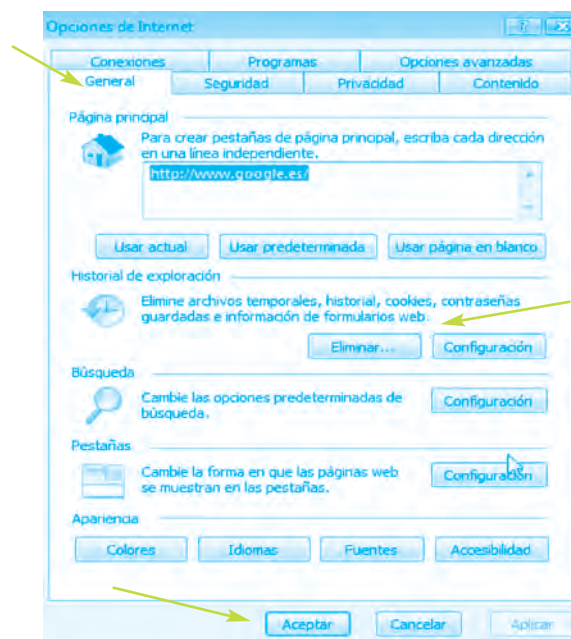 Opciones de Internet
Conexiones Programas Opciones avanzadas
General Seguridad Privacidad Contenido
Página principal
Para crear pestañas de página principal, escriba cada dirección
en una línea independiente.
http://www.google.es/
Usar actual Usar predeterminada Usar página en blanco
Historial de exploración
Elimine archivos temporales, historial, cookies, contraseñas
guardadas e información de formularios web.
Eliminar... Configuración
Búsqueda
Cambie las opciones predeterminadas de
búsqueda.
Configuración
Pestañas
Cambie la forma en que las páginas web
se muestran en las pestañas.
Configuración
Apariencia
Colores Idiomas Fuentes Accesibilidad
Aceptar Cancelar Aplicar